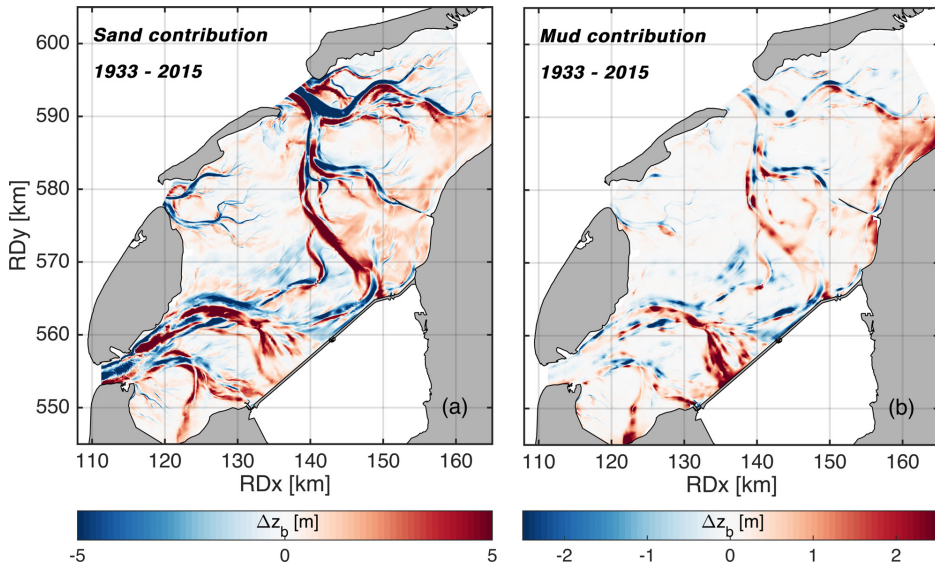 Sand contribution
1933 - 2015
(a)
600
590
580
570
560
550
RDy [km]
110 120 130 140 150 160
RDx [km]
Δz_b [m]
-5 0 5
Mud contribution
1933 - 2015
(b)
110 120 130 140 150 160
RDx [km]
Δz_b [m]
-2 -1 0 1 2